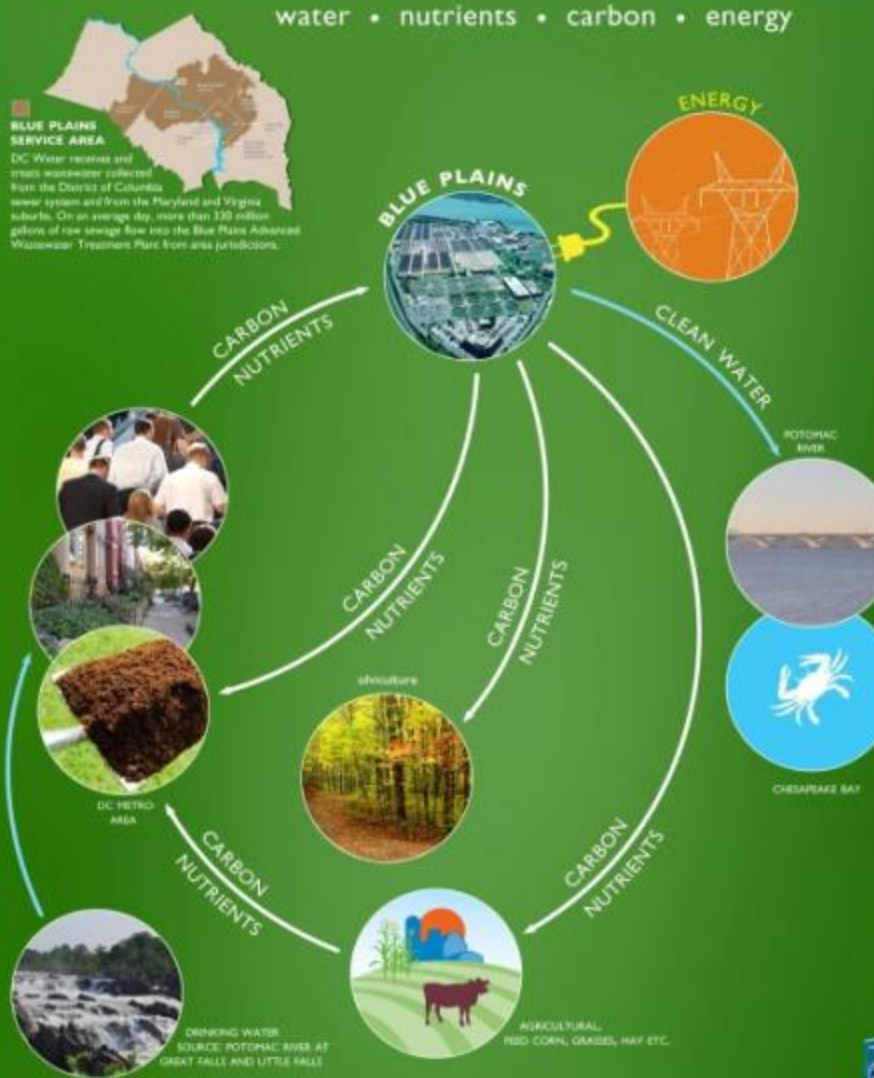 water • nutrients • carbon • energy
BLUE PLAINS
SERVICE AREA
DC Water receives and
treats wastewater collected
from the District of Columbia
sewer system and from the Maryland and Virginia
suburbs. On an average day, more than 330 million
gallons of raw sewage flow into the Blue Plains Advanced
Wastewater Treatment Plant from area jurisdictions.
ENERGY
BLUE PLAINS
CARBON
NUTRIENTS
CLEAN WATER
POTOMAC
RIVER
CARBON
NUTRIENTS
CARBON
NUTRIENTS
silviculture
CHESAPEAKE BAY
DC METRO
AREA
CARBON
NUTRIENTS
CARBON
NUTRIENTS
DRINKING WATER
SOURCE: POTOMAC RIVER AT
GREAT FALLS AND LITTLE FALLS
AGRICULTURAL,
FEED CORN, GRASSES, HAY ETC.